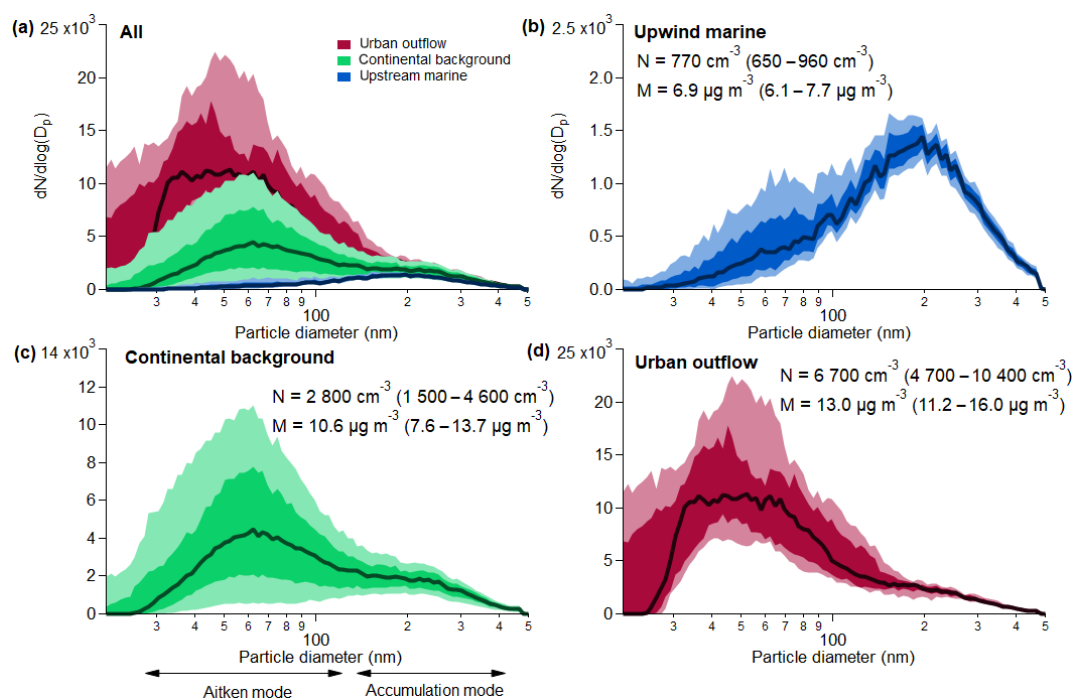 (a) All
25 ×10³
20
15
10
5
0
dN/dlog(Dp)
Urban outflow
Continental background
Upstream marine
3 4 5 6 7 8 9 100 2 3 4 5
Particle diameter (nm)
(b) Upwind marine
2.5 ×10³
2.0
1.5
1.0
0.5
0.0
dN/dlog(Dp)
N = 770 cm⁻³ (650 – 960 cm⁻³)
M = 6.9 µg m⁻³ (6.1 – 7.7 µg m⁻³)
3 4 5 6 7 8 9 100 2 3 4 5
Particle diameter (nm)
(c) Continental background
14 ×10³
12
10
8
6
4
2
0
N = 2 800 cm⁻³ (1 500 – 4 600 cm⁻³)
M = 10.6 µg m⁻³ (7.6 – 13.7 µg m⁻³)
3 4 5 6 7 8 9 100 2 3 4 5
Particle diameter (nm)
Aitken mode Accumulation mode
(d) Urban outflow
25 ×10³
20
15
10
5
0
N = 6 700 cm⁻³ (4 700 – 10 400 cm⁻³)
M = 13.0 µg m⁻³ (11.2 – 16.0 µg m⁻³)
3 4 5 6 7 8 9 100 2 3 4 5
Particle diameter (nm)